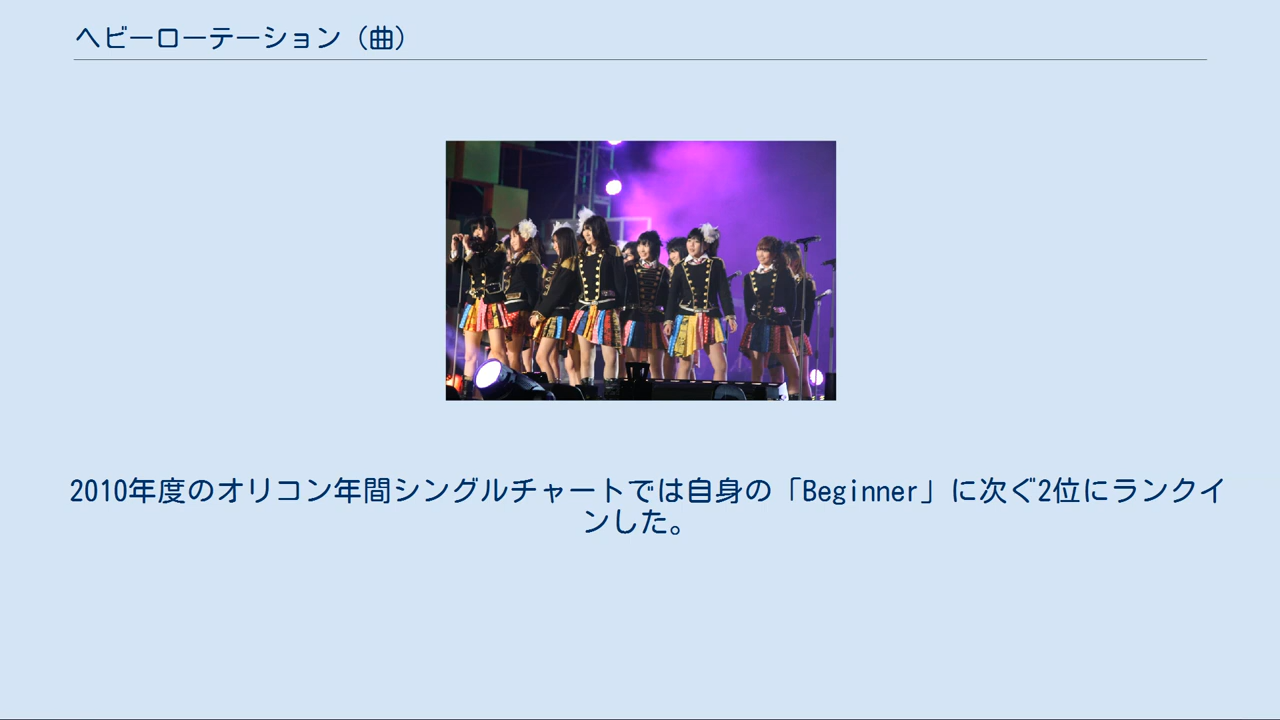 ヘビーローテーション（曲）
2010年度のオリコン年間シングルチャートでは自身の「Beginner」に次ぐ2位にランクイ
ンした。